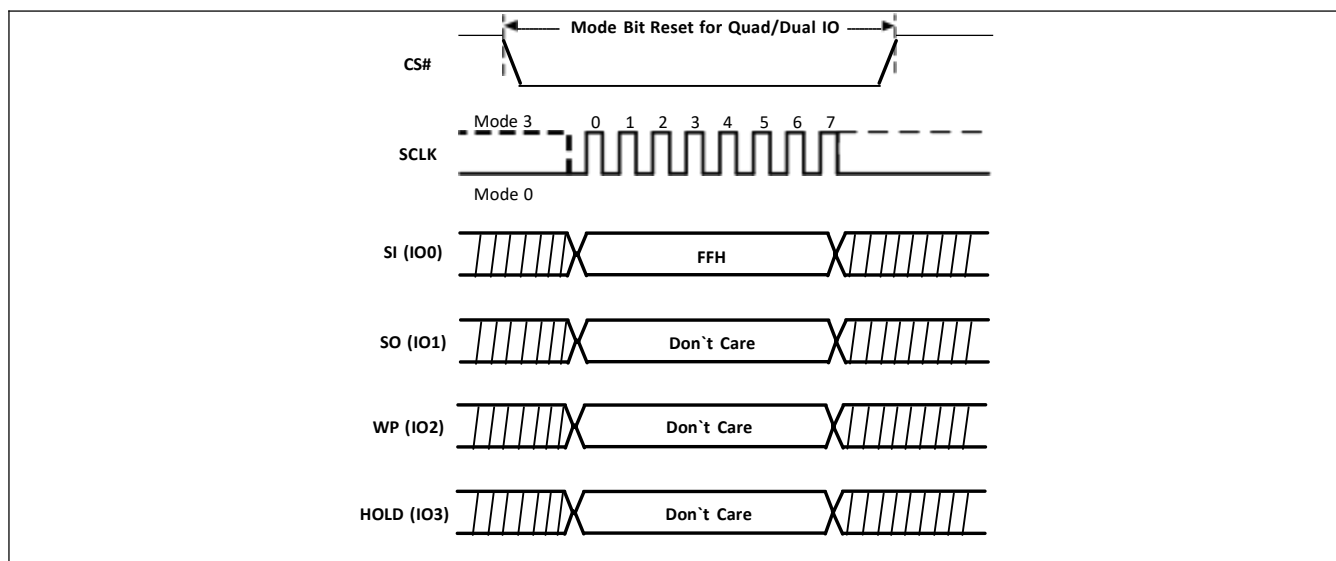 Mode Bit Reset for Quad/Dual IO
CS#
Mode 3
0 1 2 3 4 5 6 7
SCLK
Mode 0
SI (IO0)
FFH
SO (IO1)
Don`t Care
WP (IO2)
Don`t Care
HOLD (IO3)
Don`t Care